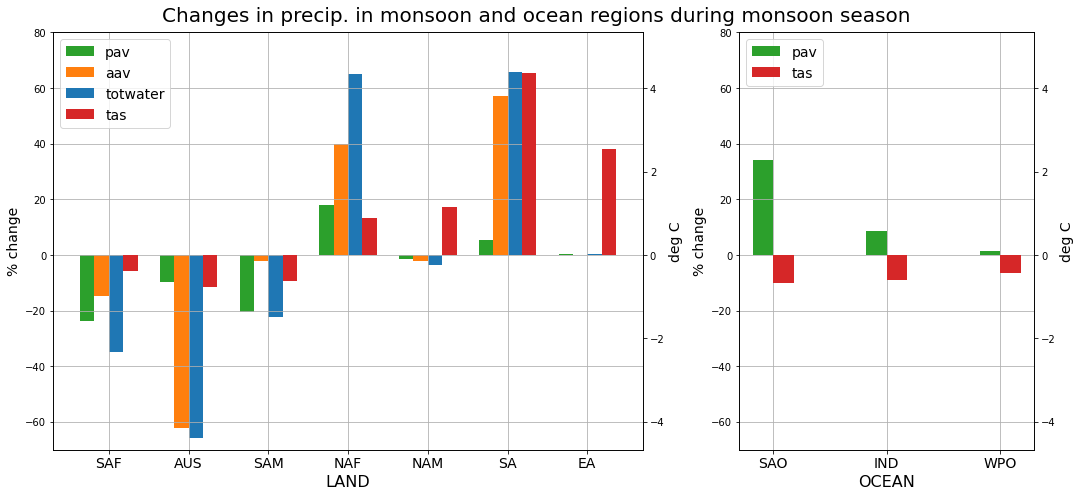 Changes in precip. in monsoon and ocean regions during monsoon season
80
60
40
20
0
−20
−40
−60
% change
pav
aav
totwater
tas
4
2
0
−2
−4
deg C
SAF AUS SAM NAF NAM SA EA
LAND
80
60
40
20
0
−20
−40
−60
% change
pav
tas
4
2
0
−2
−4
deg C
SAO IND WPO
OCEAN